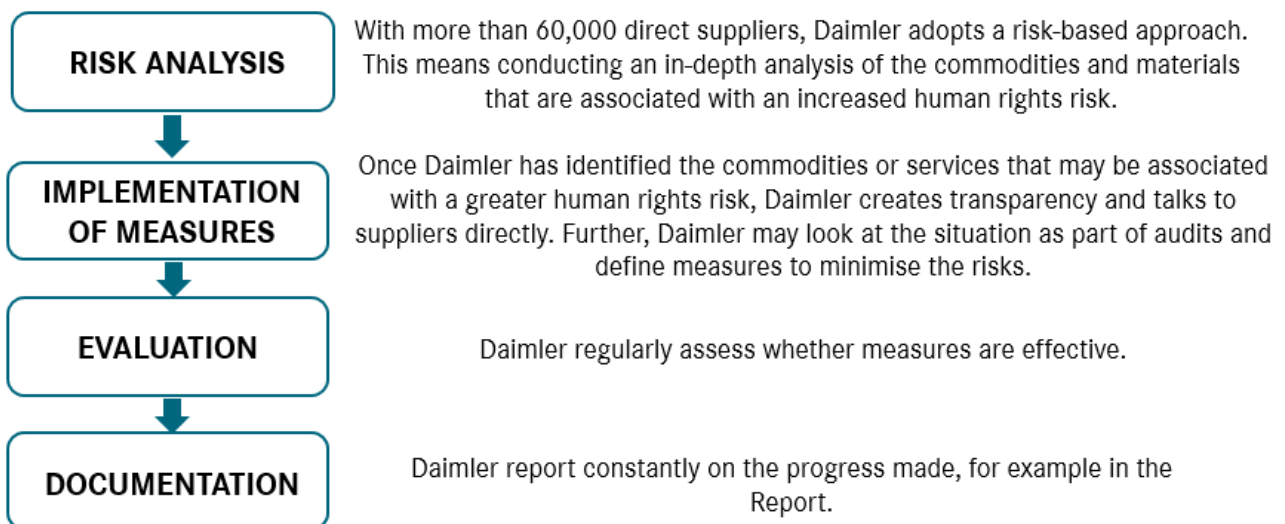 RISK ANALYSIS
With more than 60,000 direct suppliers, Daimler adopts a risk-based approach.
This means conducting an in-depth analysis of the commodities and materials
that are associated with an increased human rights risk.
IMPLEMENTATION
OF MEASURES
Once Daimler has identified the commodities or services that may be associated
with a greater human rights risk, Daimler creates transparency and talks to
suppliers directly. Further, Daimler may look at the situation as part of audits and
define measures to minimise the risks.
EVALUATION
Daimler regularly assess whether measures are effective.
DOCUMENTATION
Daimler report constantly on the progress made, for example in the
Report.